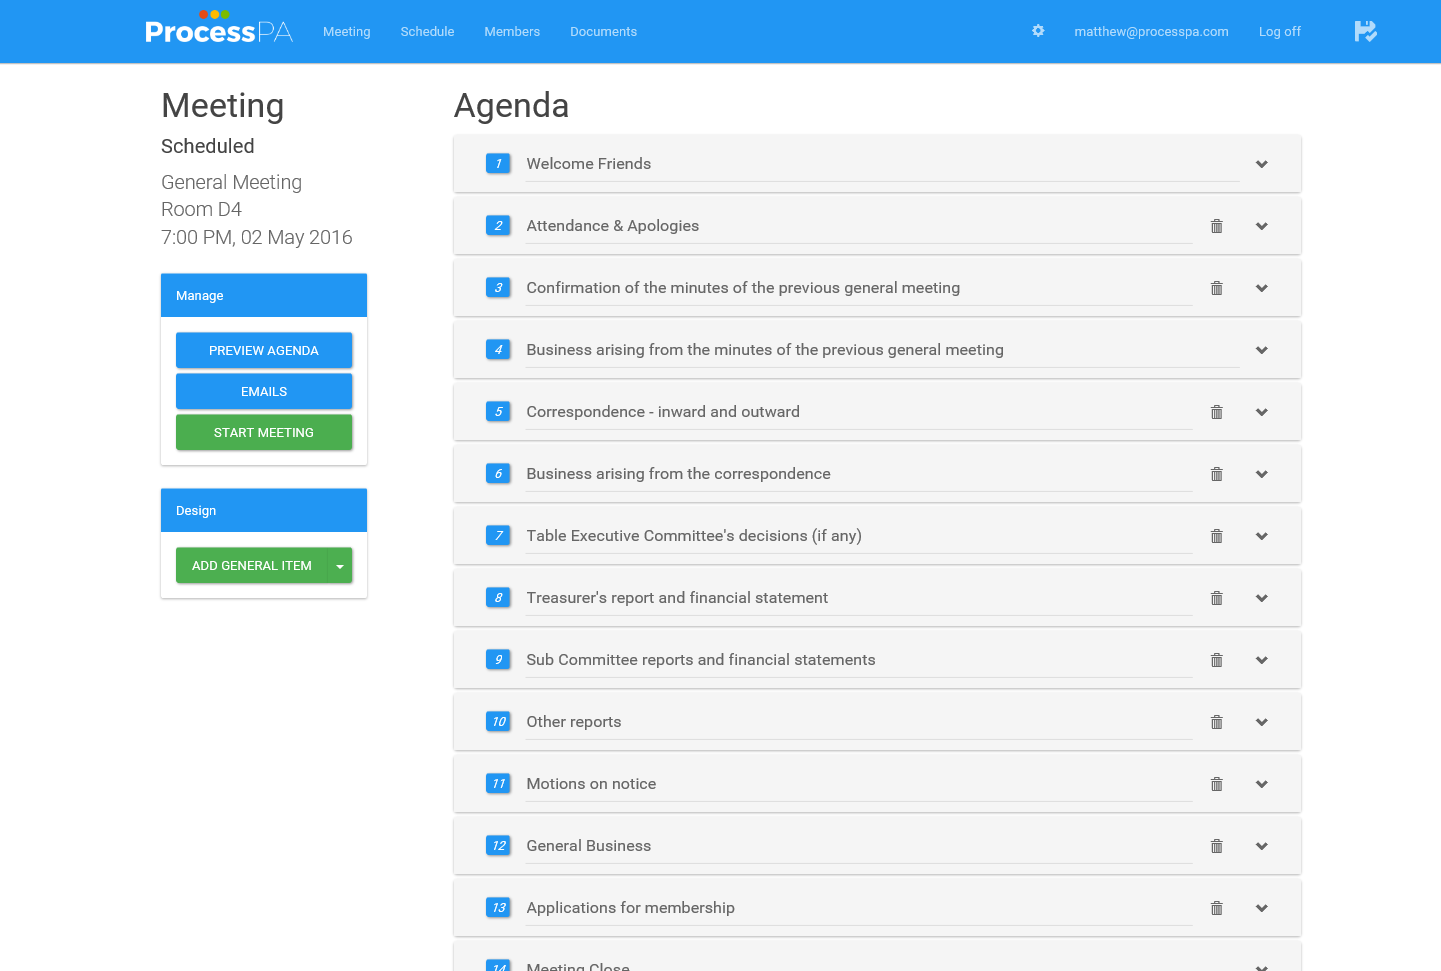 ProcessPA
Meeting
Schedule
Members
Documents
matthew@processpa.com
Log off
Meeting
Scheduled
General Meeting
Room D4
7:00 PM, 02 May 2016
Manage
PREVIEW AGENDA
EMAILS
START MEETING
Design
ADD GENERAL ITEM
Agenda
1 Welcome Friends
2 Attendance & Apologies
3 Confirmation of the minutes of the previous general meeting
4 Business arising from the minutes of the previous general meeting
5 Correspondence - inward and outward
6 Business arising from the correspondence
7 Table Executive Committee's decisions (if any)
8 Treasurer's report and financial statement
9 Sub Committee reports and financial statements
10 Other reports
11 Motions on notice
12 General Business
13 Applications for membership
14 Meeting Close